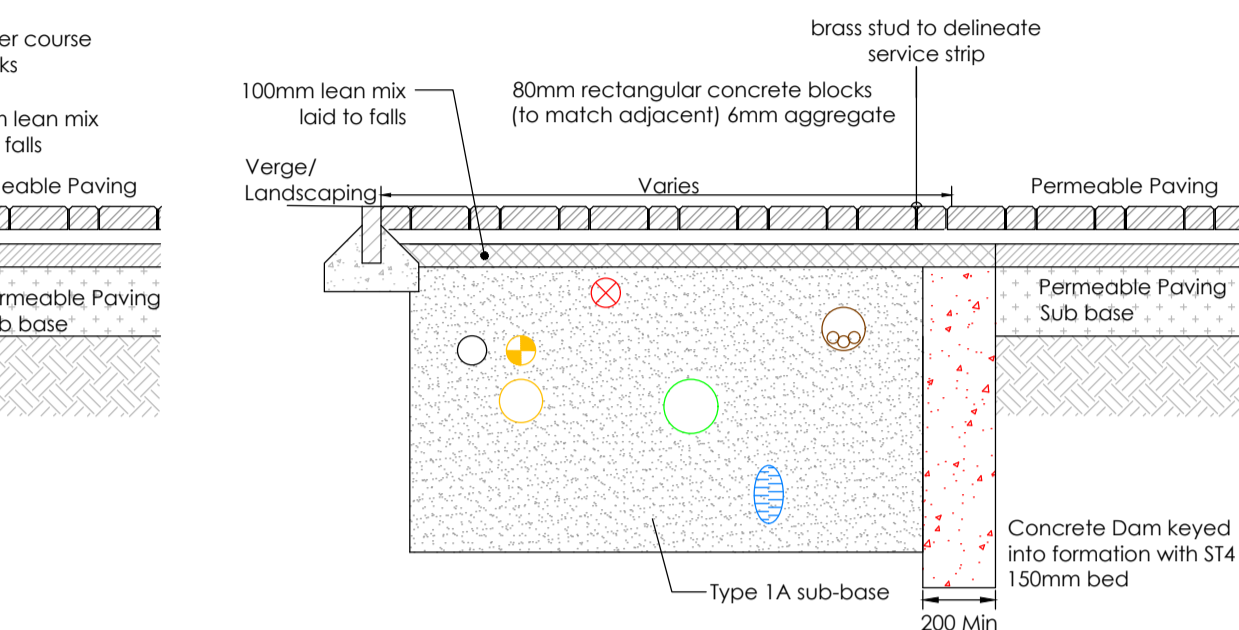 er course
ks
lean mix
falls
eable Paving
rmeable Paving
b base
brass stud to delineate
service strip
100mm lean mix
laid to falls
80mm rectangular concrete blocks
(to match adjacent) 6mm aggregate
Verge/
Landscaping
Varies
Permeable Paving
Permeable Paving
Sub base
Concrete Dam keyed
into formation with ST4
150mm bed
Type 1A sub-base
200 Min